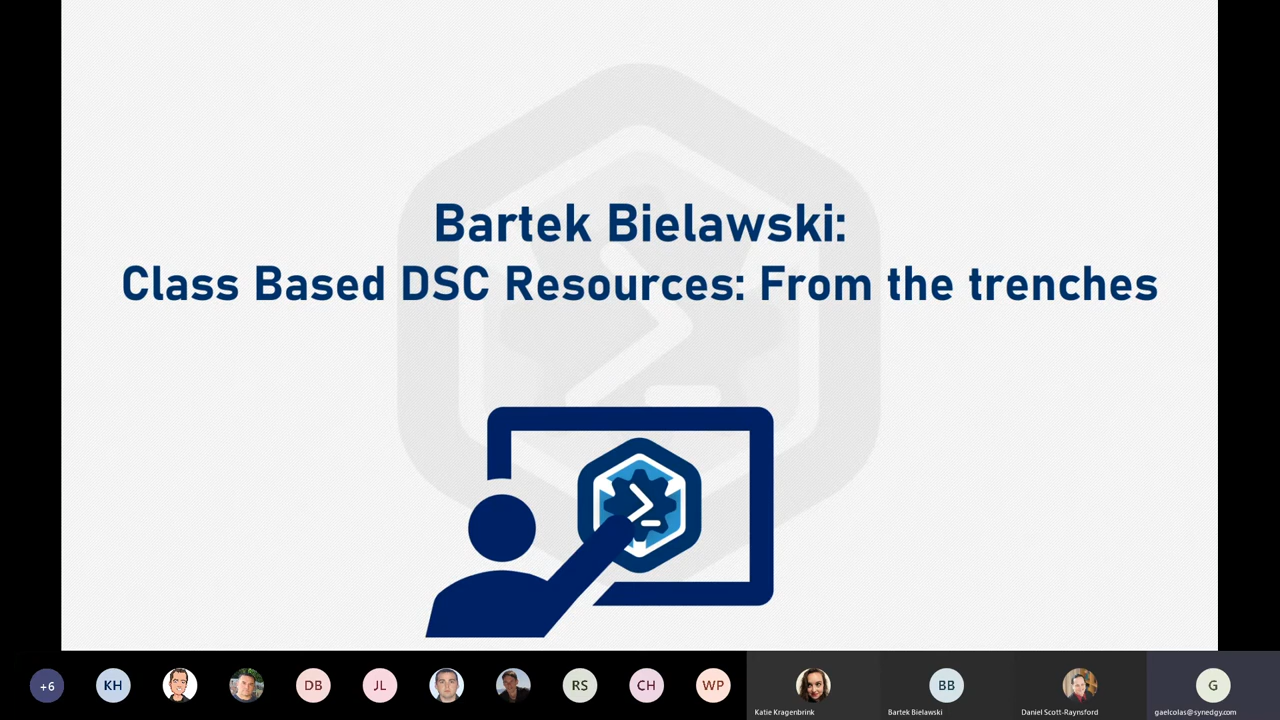 Bartek Bielawski:
Class Based DSC Resources: From the trenches
+6
KH
DB
JL
RS
CH
WP
Katie Kragenbrink
BB
Bartek Bielawski
Daniel Scott-Raynsford
G
gaelcolas@synedgy.com